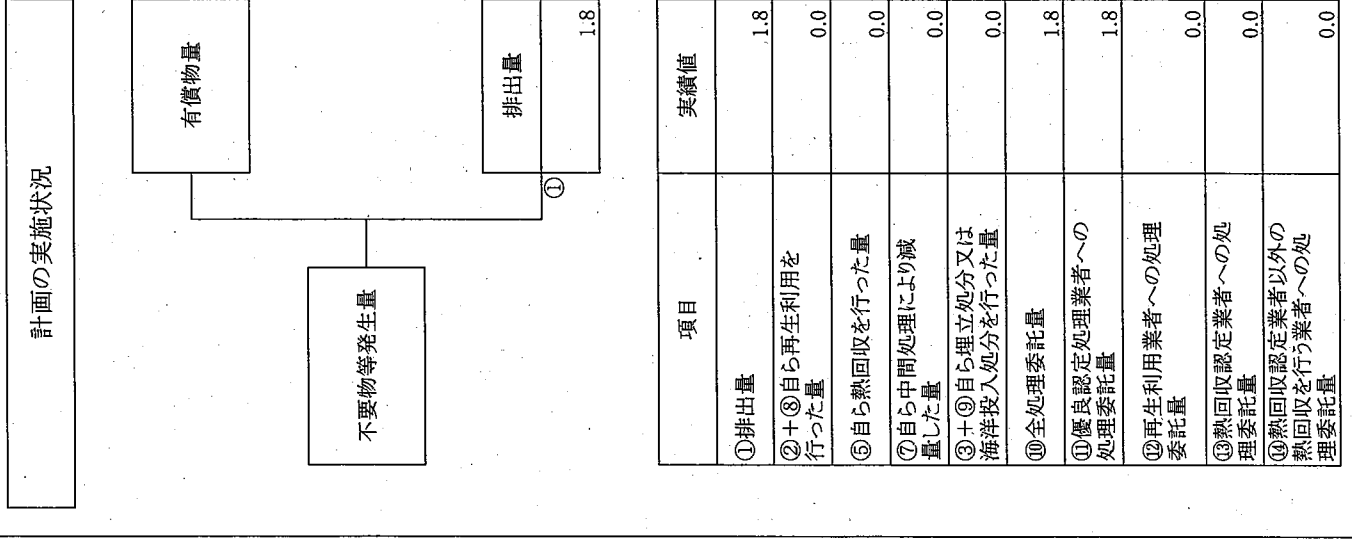 計画の実施状況
有償物量
不要物等発生量
排出量
①
1.8
項目
実績値
①排出量
1.8
②+⑧自ら再生利用を
行った量
0.0
⑤自ら熱回収を行った量
0.0
⑦自ら中間処理により減
量した量
0.0
③+⑨自ら埋立処分又は
海洋投入処分を行った量
0.0
⑩全処理委託量
1.8
⑪優良認定処理業者への
処理委託量
1.8
⑫再生利用業者への処理
委託量
0.0
⑬熱回収認定業者への処
理委託量
0.0
⑭熱回収認定業者以外の
熱回収を行う業者への処
理委託量
0.0